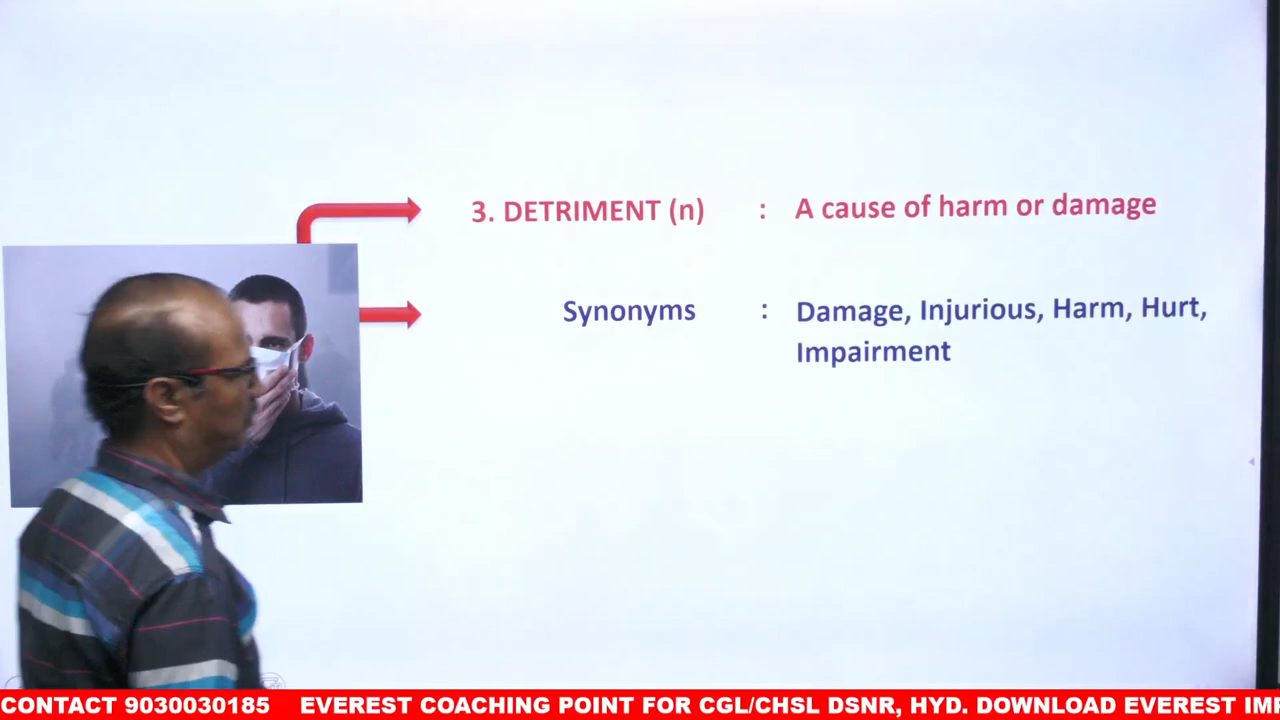 3. DETRIMENT (n) : A cause of harm or damage
Synonyms : Damage, Injurious, Harm, Hurt,
Impairment
CONTACT 9030030185 EVEREST COACHING POINT FOR CGL/CHSL DSNR, HYD. DOWNLOAD EVEREST